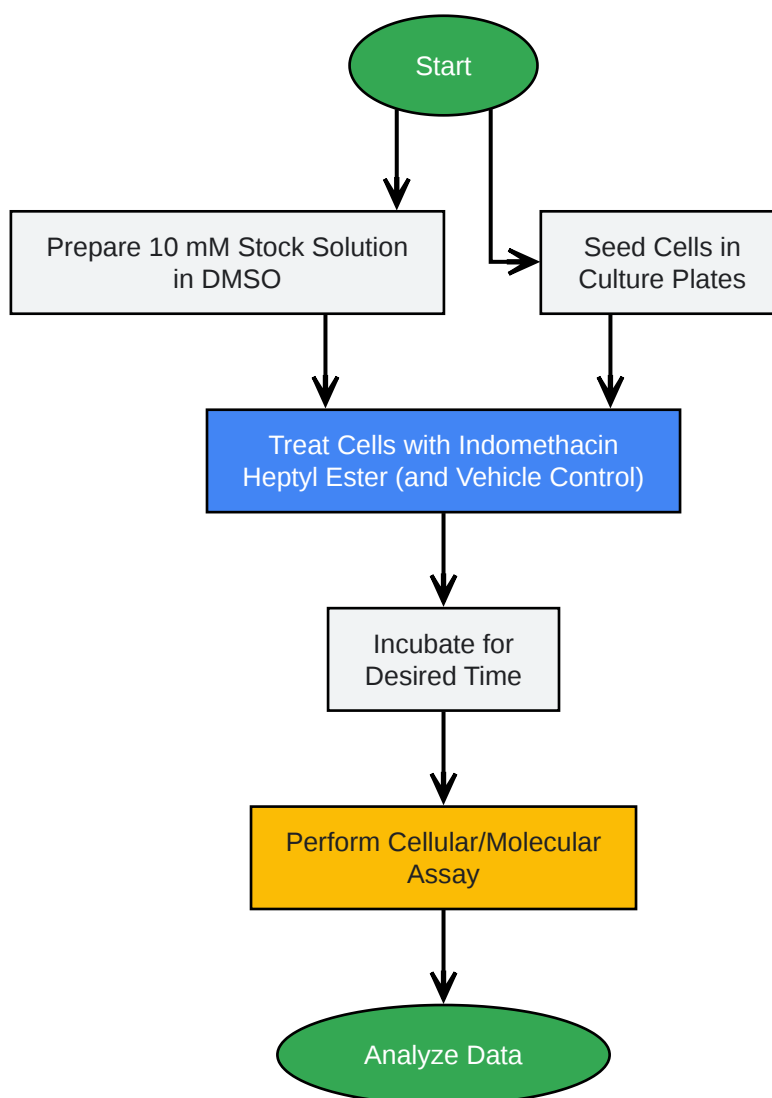 Start
Prepare 10 mM Stock Solution
in DMSO
Seed Cells in
Culture Plates
Treat Cells with Indomethacin
Heptyl Ester (and Vehicle Control)
Incubate for
Desired Time
Perform Cellular/Molecular
Assay
Analyze Data